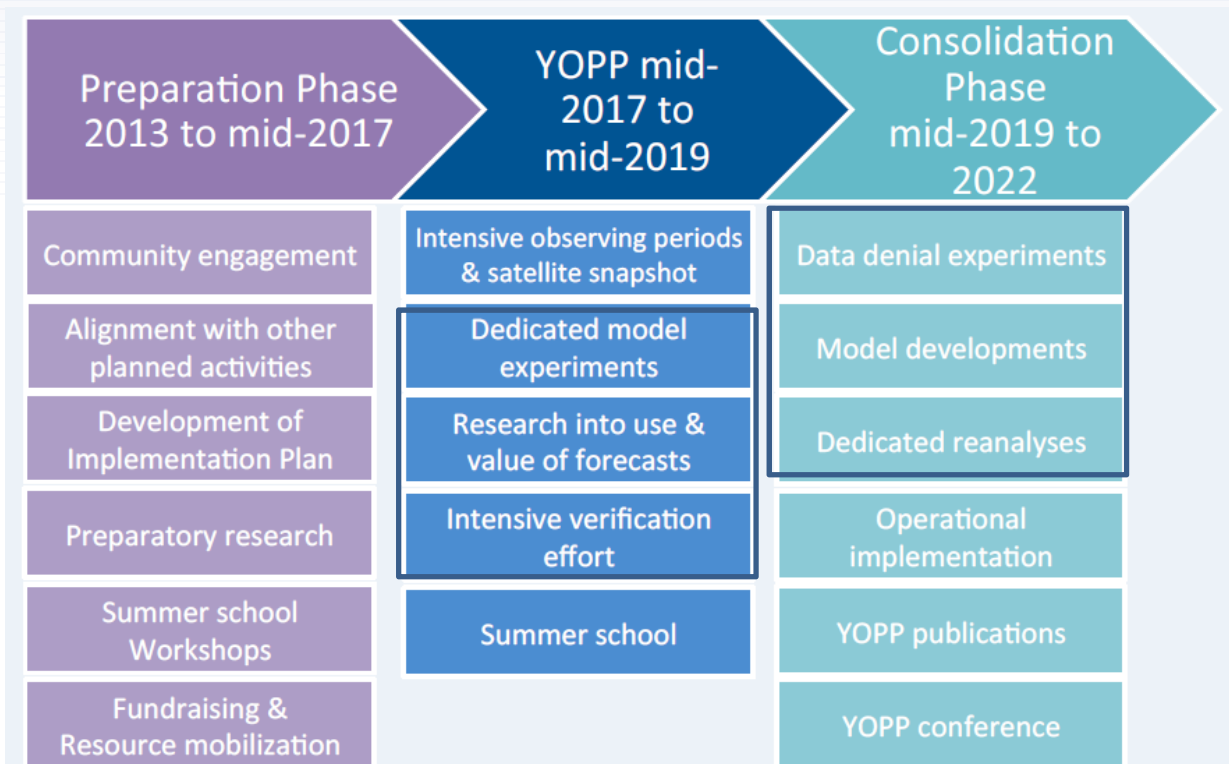 Preparation Phase
2013 to mid-2017
YOPP mid-
2017 to
mid-2019
Consolidation
Phase
mid-2019 to
2022
Community engagement
Alignment with other
planned activities
Development of
Implementation Plan
Preparatory research
Summer school
Workshops
Fundraising &
Resource mobilization
Intensive observing periods
& satellite snapshot
Dedicated model
experiments
Research into use &
value of forecasts
Intensive verification
effort
Summer school
Data denial experiments
Model developments
Dedicated reanalyses
Operational
implementation
YOPP publications
YOPP conference